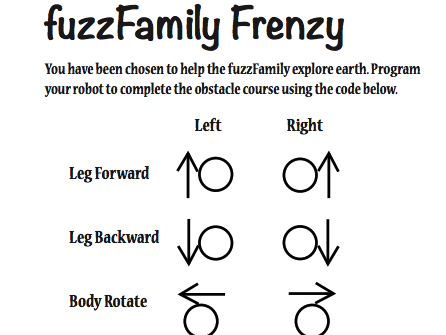 fuzzFamily Frenzy
You have been chosen to help the fuzzFamily explore earth. Program
your robot to complete the obstacle course using the code below.
Left Right
Leg Forward
Leg Backward
Body Rotate